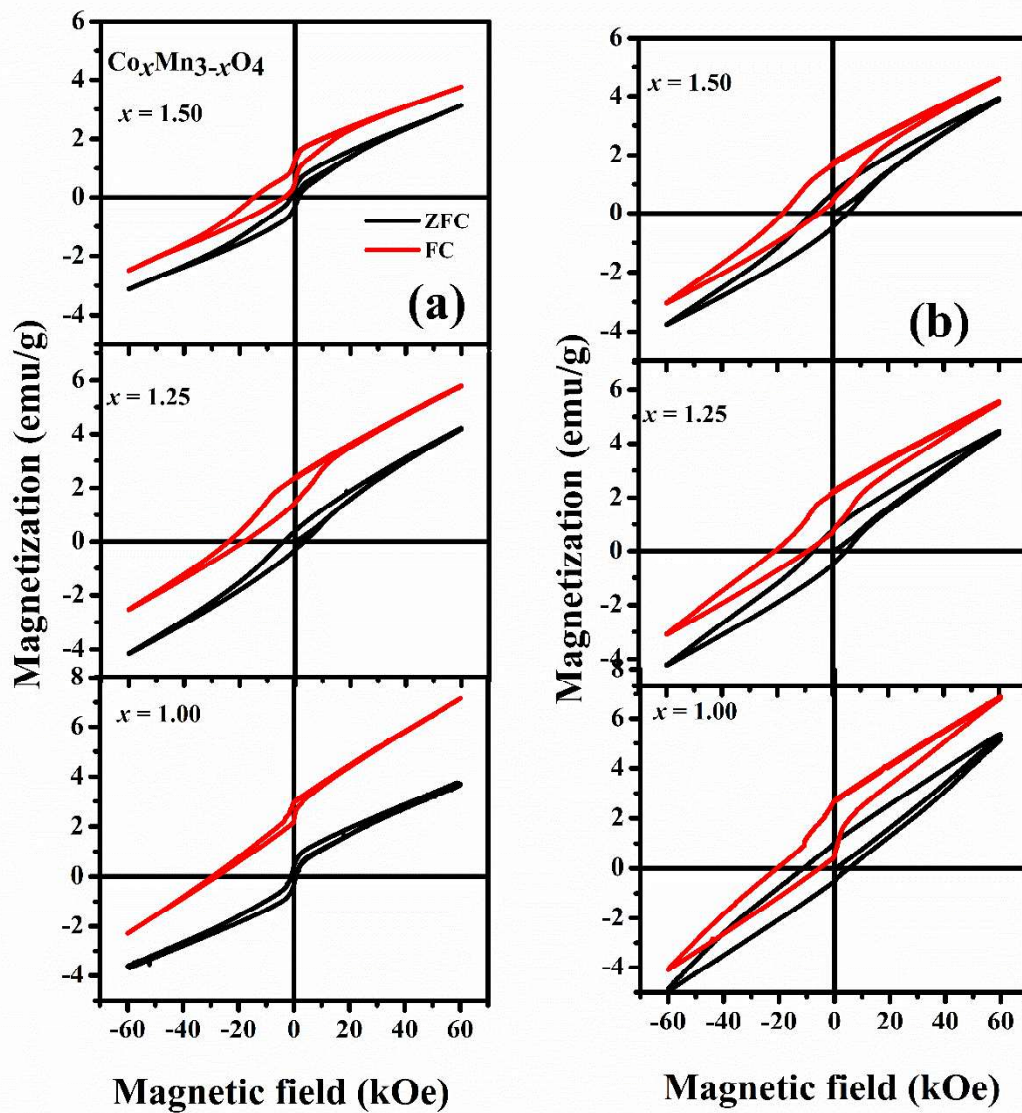 CoxMn3-xO4
x = 1.50
ZFC
FC
(a)
6
4
2
0
-2
-4
x = 1.25
6
4
2
0
-2
-4
x = 1.00
8
6
4
2
0
-2
-4
-60 -40 -20 0 20 40 60
Magnetization (emu/g)
Magnetic field (kOe)
x = 1.50
(b)
6
4
2
0
-2
-4
x = 1.25
6
4
2
0
-2
-4
x = 1.00
8
6
4
2
0
-2
-4
-60 -40 -20 0 20 40 60
Magnetization (emu/g)
Magnetic field (kOe)